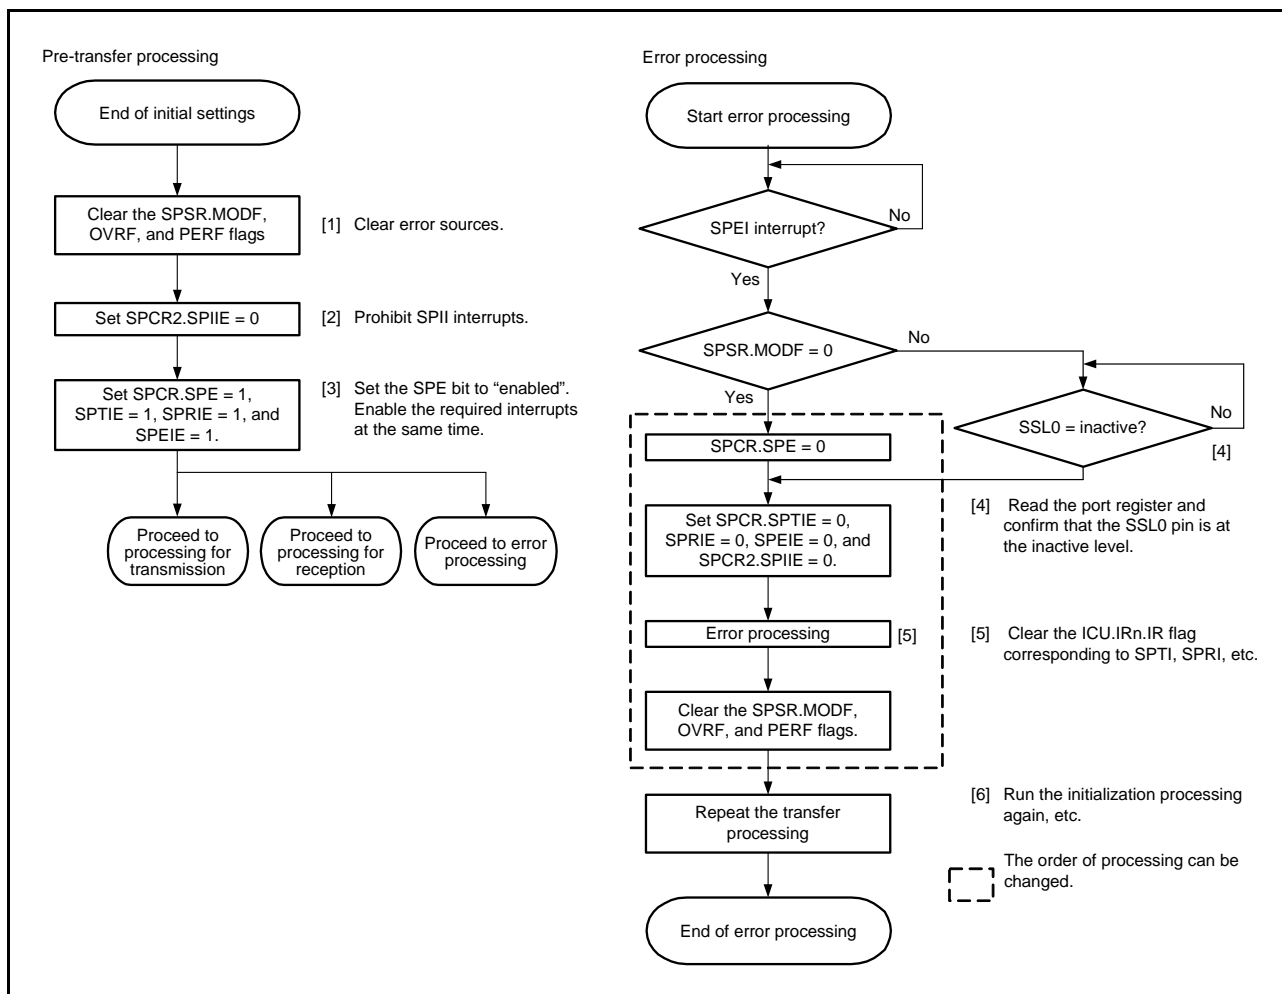 Pre-transfer processing
End of initial settings
Clear the SPSR.MODF,
OVRF, and PERF flags
[1] Clear error sources.
Set SPCR2.SPIIE = 0
[2] Prohibit SPII interrupts.
Set SPCR.SPE = 1,
SPTIE = 1, SPRIE = 1, and
SPEIE = 1.
[3] Set the SPE bit to “enabled”.
Enable the required interrupts
at the same time.
Proceed to
processing for
transmission
Proceed to
processing for
reception
Proceed to error
processing
Error processing
Start error processing
SPEI interrupt?
No
Yes
SPSR.MODF = 0
No
Yes
SSL0 = inactive?
No
[4]
SPCR.SPE = 0
Set SPCR.SPTIE = 0,
SPRIE = 0, SPEIE = 0, and
SPCR2.SPIIE = 0.
[4] Read the port register and
confirm that the SSL0 pin is at
the inactive level.
Error processing
[5]
[5] Clear the ICU.IRn.IR flag
corresponding to SPTI, SPRI, etc.
Clear the SPSR.MODF,
OVRF, and PERF flags.
Repeat the transfer
processing
[6] Run the initialization processing
again, etc.
The order of processing can be
changed.
End of error processing